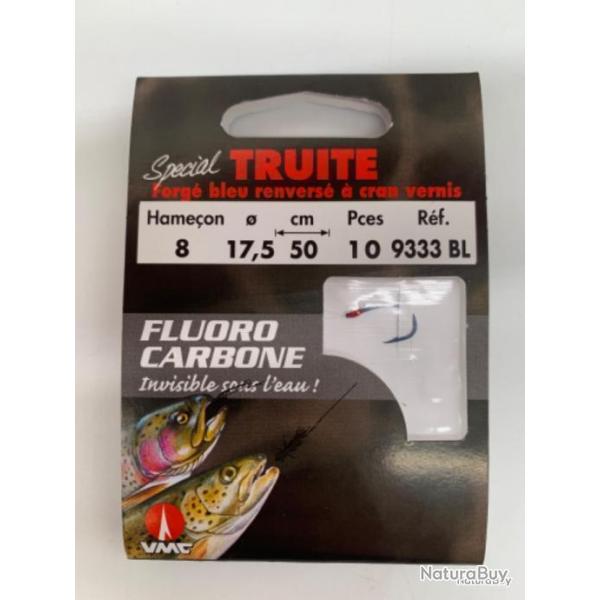 Special TRUITE
Forgé bleu renversé à cran vernis
Hameçon ø cm Pces Réf.
8 17,5 50 10 9333 BL
FLUORO
CARBONE
Invisible sous l'eau !
VMC
NaturaBuy
NaturaBuy